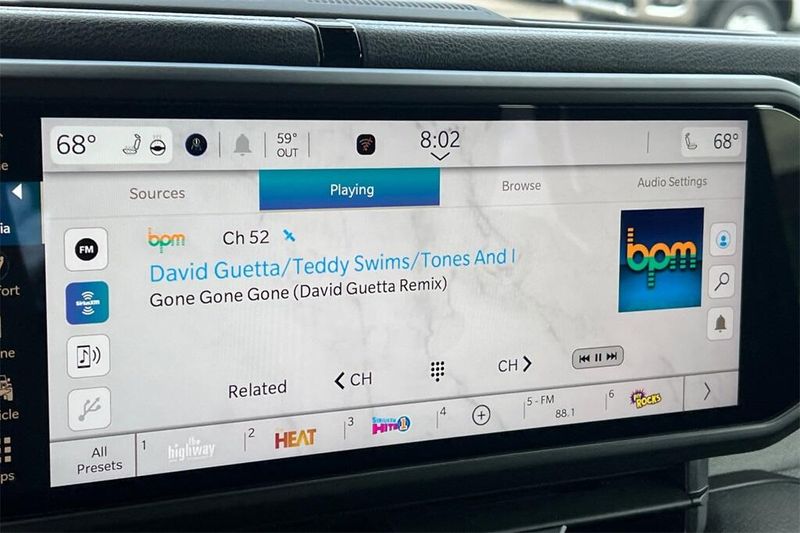 68°
59°
OUT
8:02
68°
Sources
Playing
Browse
Audio Settings
FM
SiriusXM
bpm
Ch 52
bpm
David Guetta/Teddy Swims/Tones And I
Gone Gone Gone (David Guetta Remix)
Related
CH
CH
All
Presets
1
the
highway
2
HEAT
3
SiriusXM
HITS 1
4
5 - FM
88.1
6
ROCKS